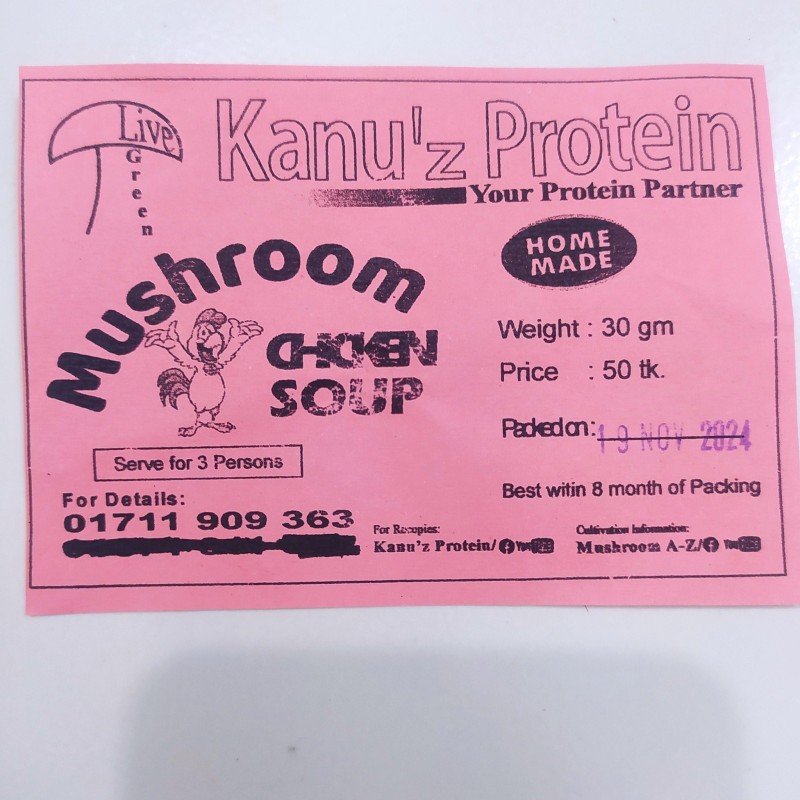 Live
Green
Kanu'z Protein
Your Protein Partner
HOME
MADE
Mushroom
CHICKEN
SOUP
Weight : 30 gm
Price : 50 tk.
Packed on: 19 NOV 2024
Serve for 3 Persons
Best witin 8 month of Packing
For Details:
01711 909 363
For Recopies:
Kanu'z Protein/ YouTube
Cultivation Information:
Mushroom A-Z/ YouTube